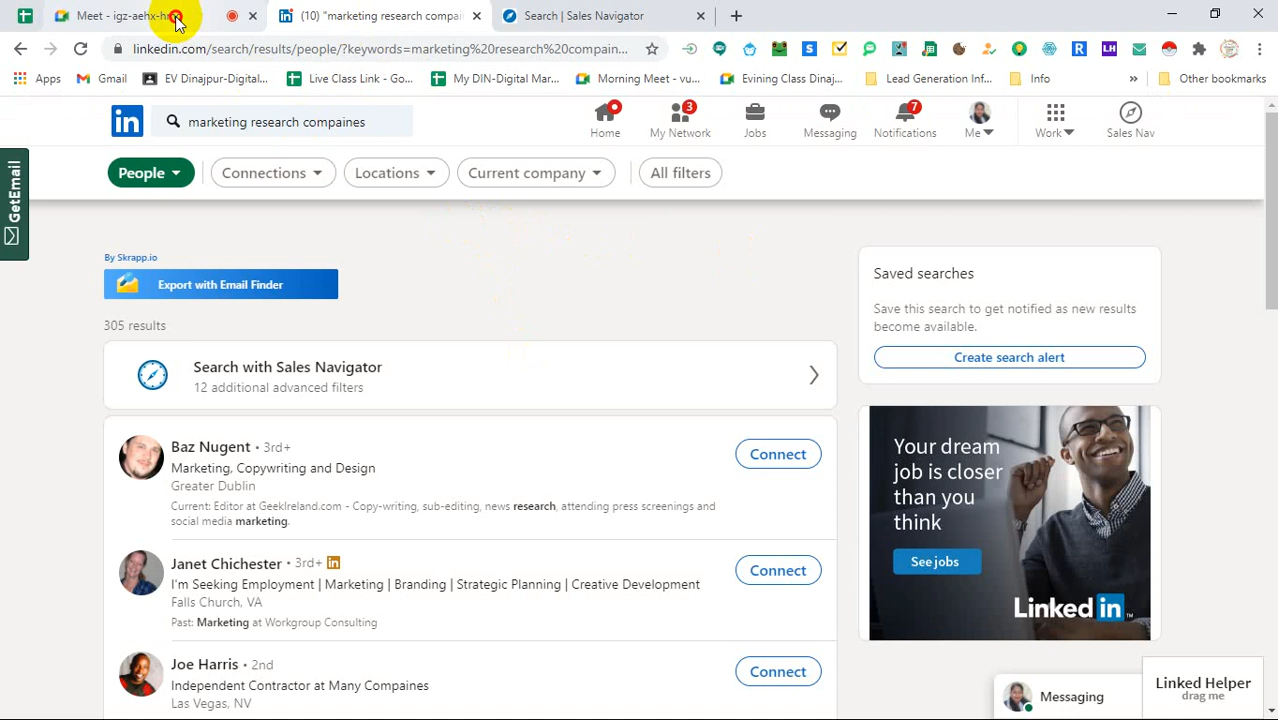 Meet - igz-aehx-h
(10) "marketing research compai
Search | Sales Navigator
linkedin.com/search/results/people/?keywords=marketing%20research%20compain...
Apps
Gmail
EV Dinajpur-Digital...
Live Class Link - Go...
My DIN-Digital Mar...
Morning Meet - vu...
Evining Class Dinaj...
Lead Generation Inf...
Info
»
Other bookmarks
in
marketing research compaines
Home
3
My Network
Jobs
Messaging
7
Notifications
Me
Work
Sales Nav
GetEmail
People
Connections
Locations
Current company
All filters
By Skrapp.io
Export with Email Finder
305 results
Search with Sales Navigator
12 additional advanced filters
Baz Nugent • 3rd+
Marketing, Copywriting and Design
Greater Dublin
Current: Editor at GeekIreland.com - Copy-writing, sub-editing, news research, attending press screenings and
social media marketing.
Connect
Janet Chichester • 3rd+ in
I'm Seeking Employment | Marketing | Branding | Strategic Planning | Creative Development
Falls Church, VA
Past: Marketing at Workgroup Consulting
Connect
Joe Harris • 2nd
Independent Contractor at Many Compaines
Las Vegas, NV
Connect
Saved searches
Save this search to get notified as new results
become available.
Create search alert
Your dream
job is closer
than you
think
See jobs
Linked in
Messaging
Linked Helper
drag me